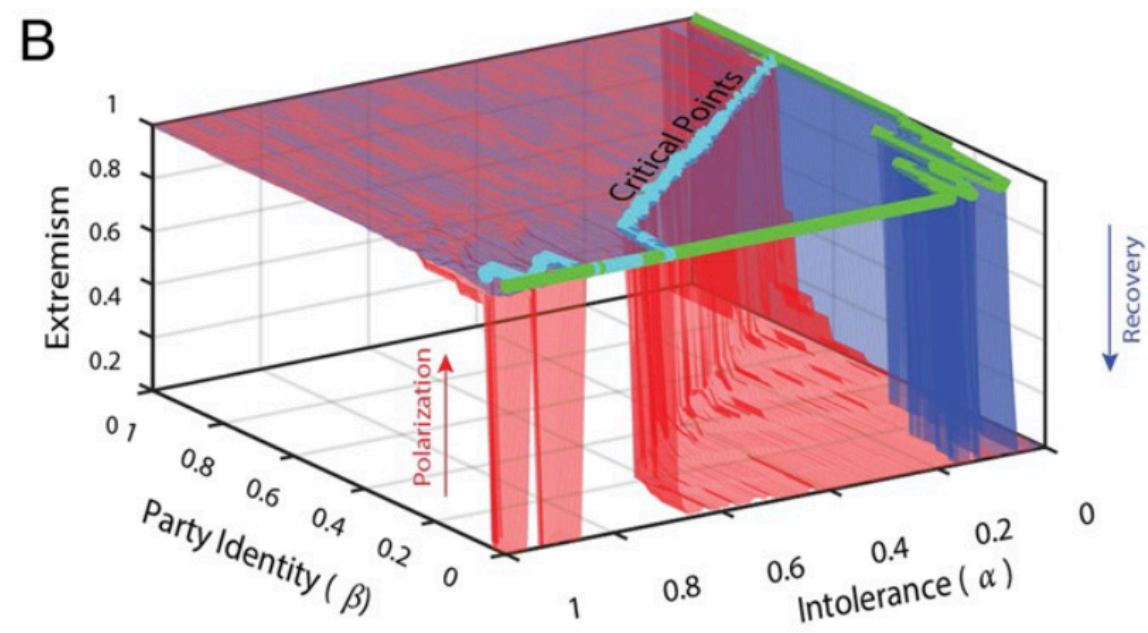 B
Critical Points
1
0.8
0.6
0.4
0.2
0
Extremism
Polarization
Recovery
1
0.8
0.6
0.4
0.2
0
Party Identity ( β)
1
0.8
0.6
0.4
0.2
0
Intolerance ( α )